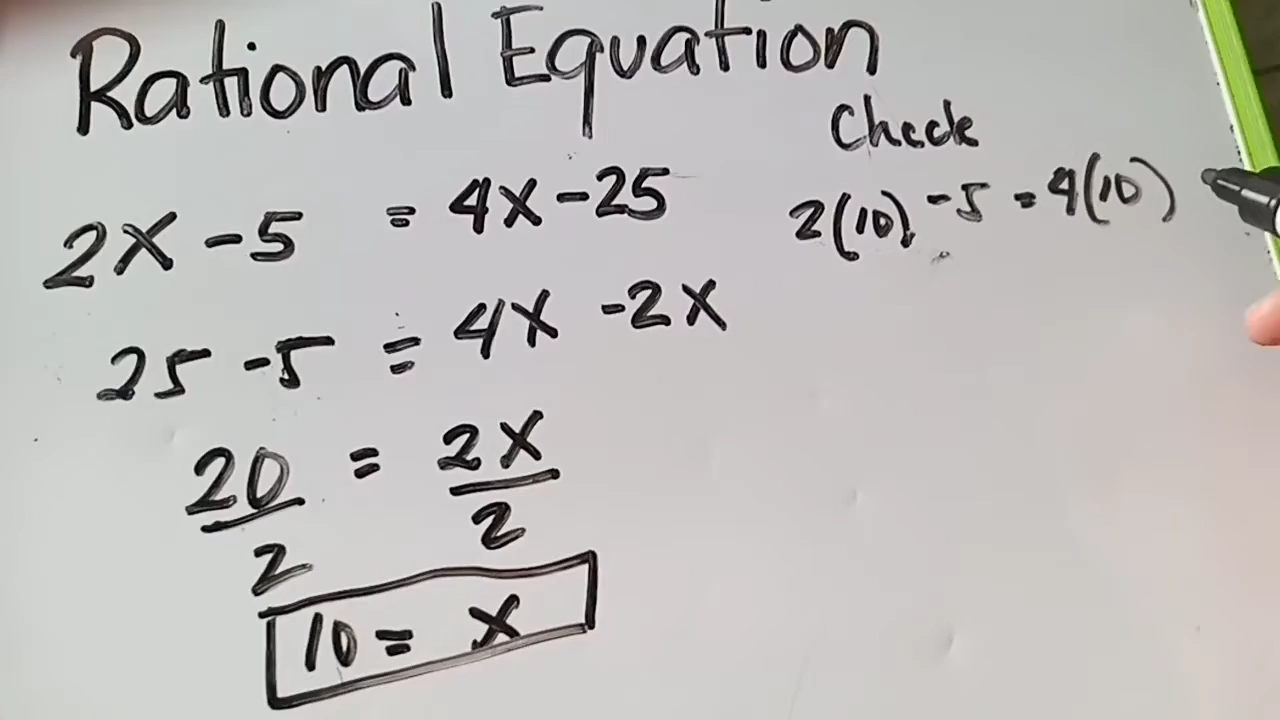 Rational Equation
2x - 5 = 4x - 25
25 - 5 = 4x - 2x
20/2 = 2x/2
10 = x
Check
2(10) - 5 = 4(10)